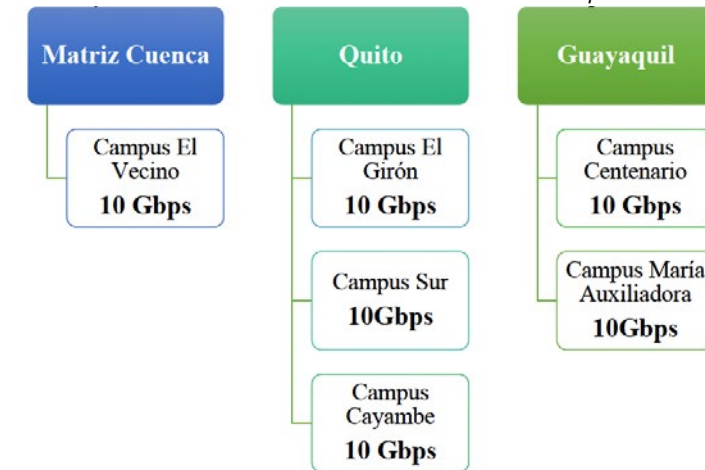 Matriz Cuenca
Campus El
Vecino
10 Gbps
Quito
Campus El
Girón
10 Gbps
Campus Sur
10Gbps
Campus
Cayambe
10 Gbps
Guayaquil
Campus
Centenario
10 Gbps
Campus María
Auxiliadora
10Gbps